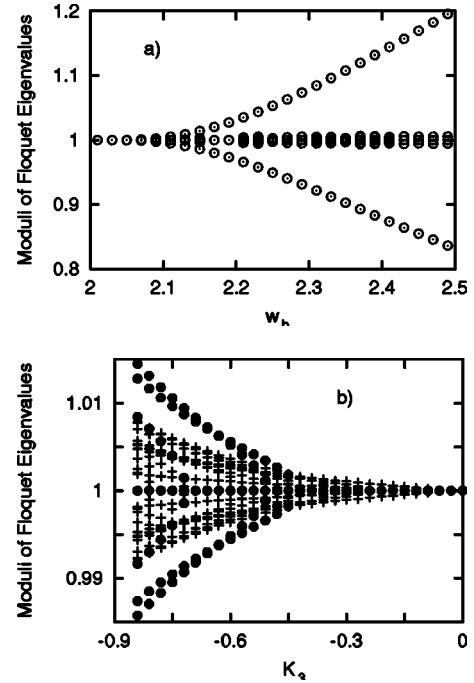 Moduli of Floquet Eigenvalues
a)
1.2
1.1
1
0.9
0.8
2 2.1 2.2 2.3 2.4 2.5
w_b
Moduli of Floquet Eigenvalues
b)
1.01
1
0.99
-0.9 -0.6 -0.3 0
K_3